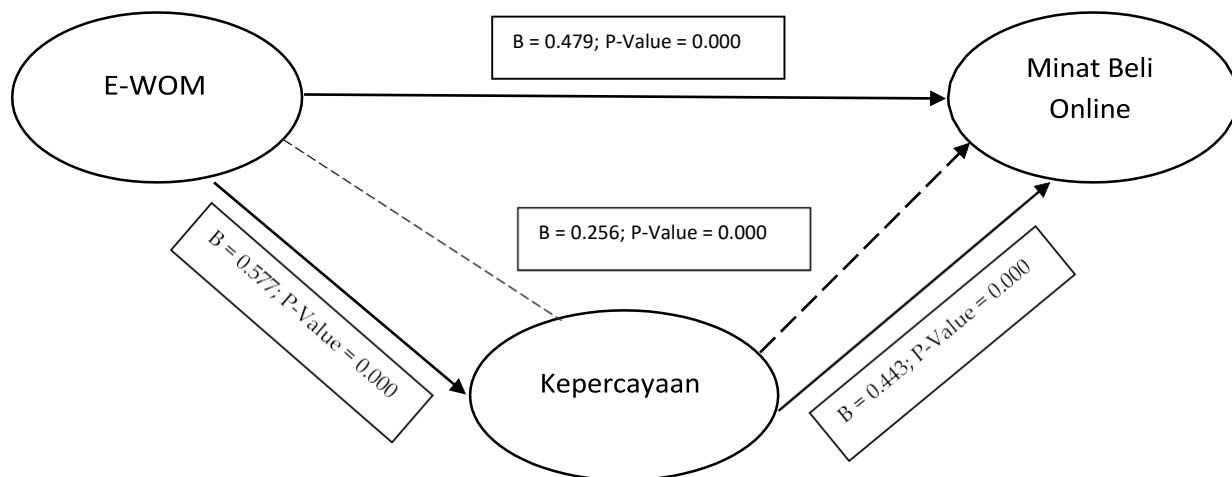 B = 0.479; P-Value = 0.000
E-WOM
Minat Beli
Online
B = 0.256; P-Value = 0.000
B = 0.577; P-Value = 0.000
B = 0.443; P-Value = 0.000
Kepercayaan